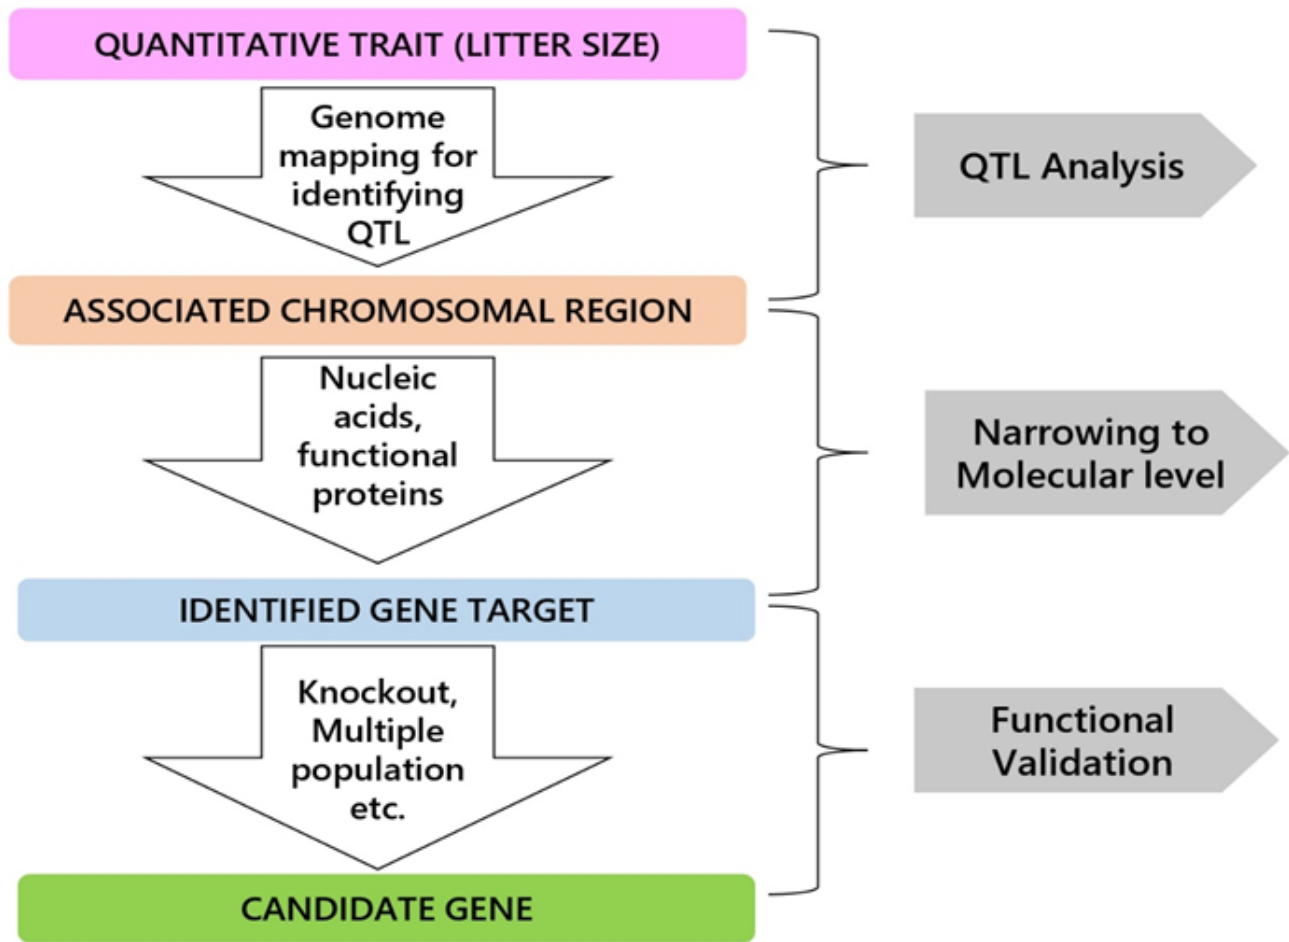 QUANTITATIVE TRAIT (LITTER SIZE)
Genome
mapping for
identifying
QTL
QTL Analysis
ASSOCIATED CHROMOSOMAL REGION
Nucleic
acids,
functional
proteins
Narrowing to
Molecular level
IDENTIFIED GENE TARGET
Knockout,
Multiple
population
etc.
Functional
Validation
CANDIDATE GENE